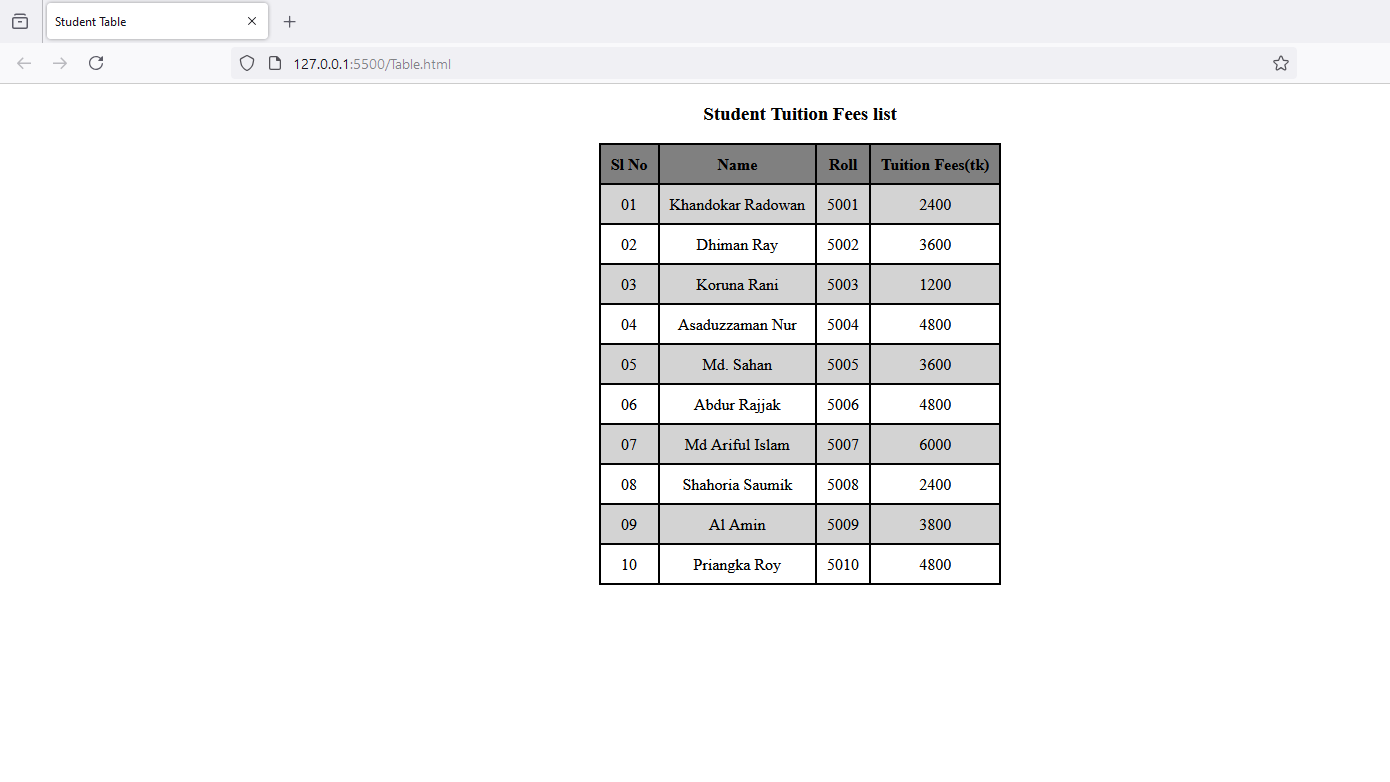 Student Table
127.0.0.1:5500/Table.html
Student Tuition Fees list
Sl No Name Roll Tuition Fees(tk)
01 Khandokar Radowan 5001 2400
02 Dhiman Ray 5002 3600
03 Koruna Rani 5003 1200
04 Asaduzzaman Nur 5004 4800
05 Md. Sahan 5005 3600
06 Abdur Rajjak 5006 4800
07 Md Ariful Islam 5007 6000
08 Shahoria Saumik 5008 2400
09 Al Amin 5009 3800
10 Priangka Roy 5010 4800